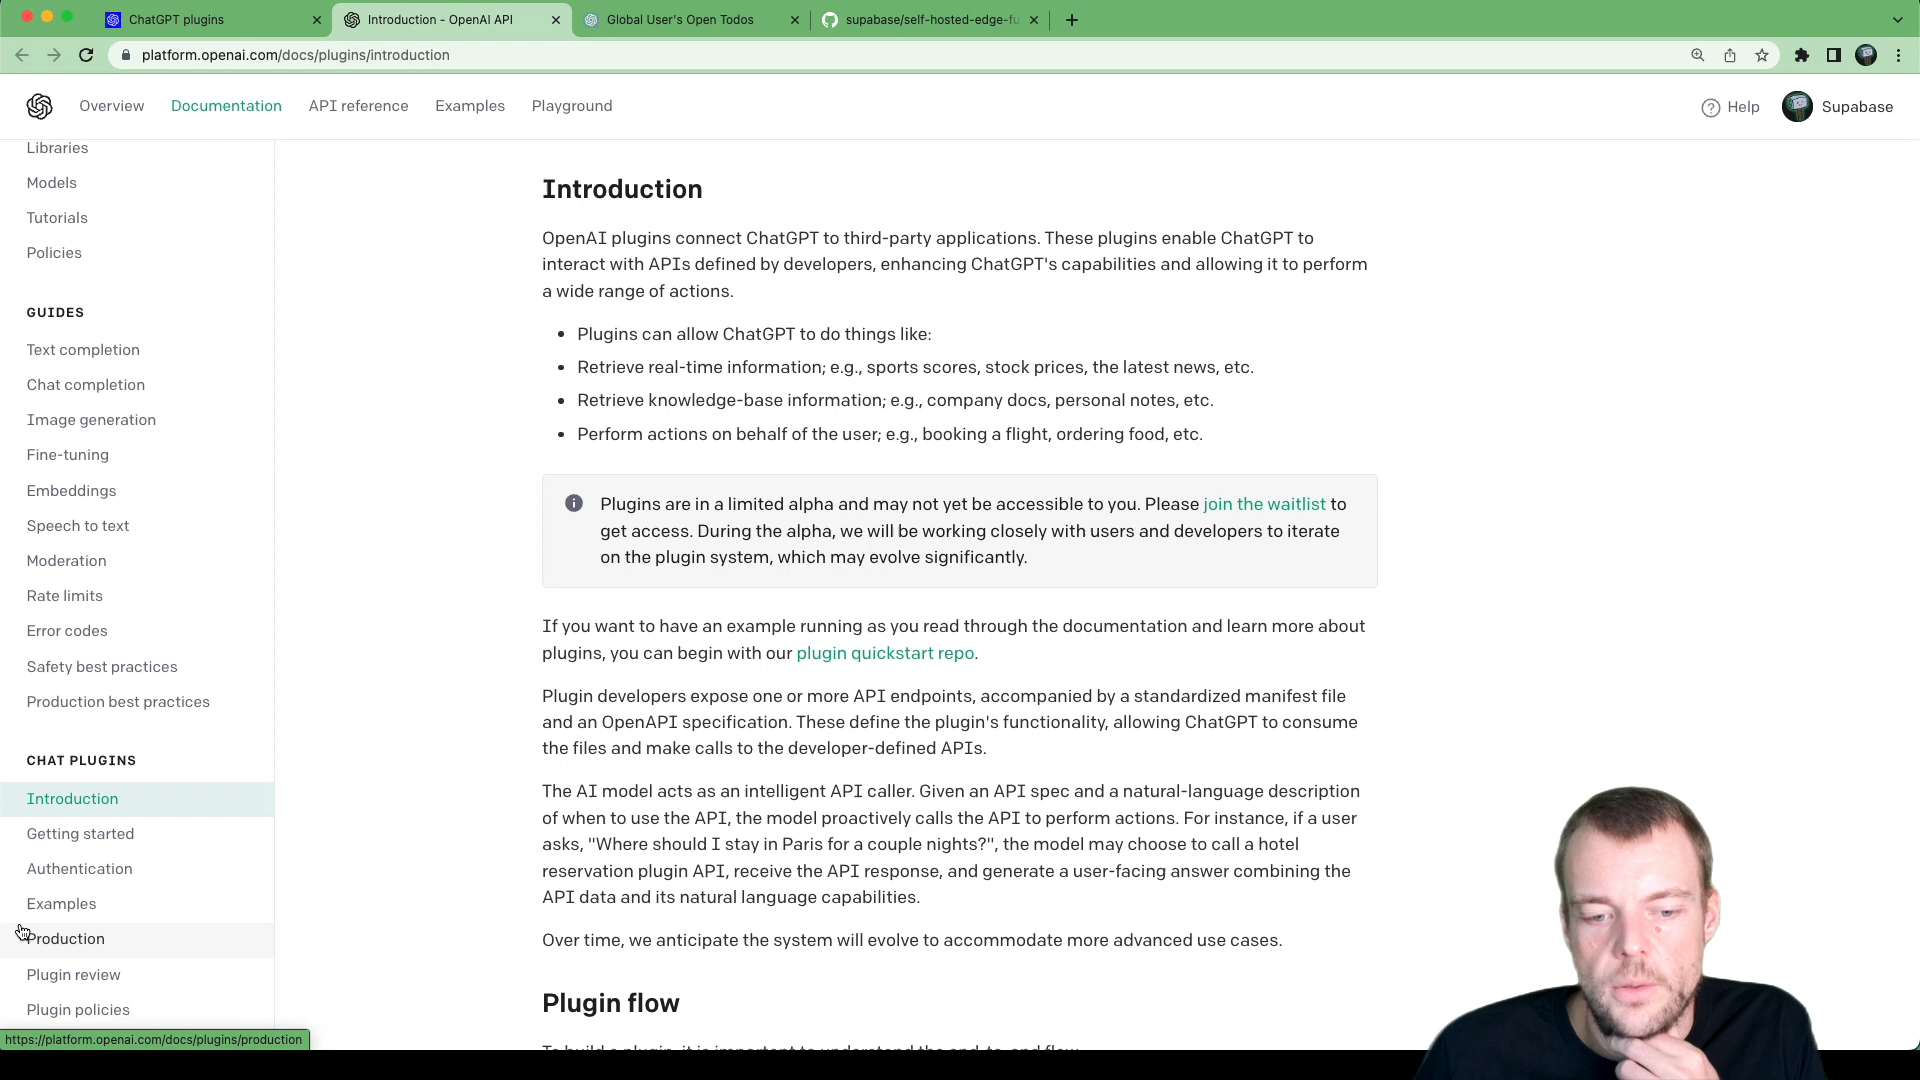 ChatGPT plugins
Introduction - OpenAI API
Global User's Open Todos
supabase/self-hosted-edge-fu
platform.openai.com/docs/plugins/introduction
Overview
Documentation
API reference
Examples
Playground
Help
Supabase
Libraries
Models
Tutorials
Policies
GUIDES
Text completion
Chat completion
Image generation
Fine-tuning
Embeddings
Speech to text
Moderation
Rate limits
Error codes
Safety best practices
Production best practices
CHAT PLUGINS
Introduction
Getting started
Authentication
Examples
Production
Plugin review
Plugin policies
https://platform.openai.com/docs/plugins/production
Introduction
OpenAI plugins connect ChatGPT to third-party applications. These plugins enable ChatGPT to
interact with APIs defined by developers, enhancing ChatGPT's capabilities and allowing it to perform
a wide range of actions.
Plugins can allow ChatGPT to do things like:
Retrieve real-time information; e.g., sports scores, stock prices, the latest news, etc.
Retrieve knowledge-base information; e.g., company docs, personal notes, etc.
Perform actions on behalf of the user; e.g., booking a flight, ordering food, etc.
Plugins are in a limited alpha and may not yet be accessible to you. Please join the waitlist to
get access. During the alpha, we will be working closely with users and developers to iterate
on the plugin system, which may evolve significantly.
If you want to have an example running as you read through the documentation and learn more about
plugins, you can begin with our plugin quickstart repo.
Plugin developers expose one or more API endpoints, accompanied by a standardized manifest file
and an OpenAPI specification. These define the plugin's functionality, allowing ChatGPT to consume
the files and make calls to the developer-defined APIs.
The AI model acts as an intelligent API caller. Given an API spec and a natural-language description
of when to use the API, the model proactively calls the API to perform actions. For instance, if a user
asks, "Where should I stay in Paris for a couple nights?", the model may choose to call a hotel
reservation plugin API, receive the API response, and generate a user-facing answer combining the
API data and its natural language capabilities.
Over time, we anticipate the system will evolve to accommodate more advanced use cases.
Plugin flow
To build a plugin, it is important to understand the end-to-end flow.